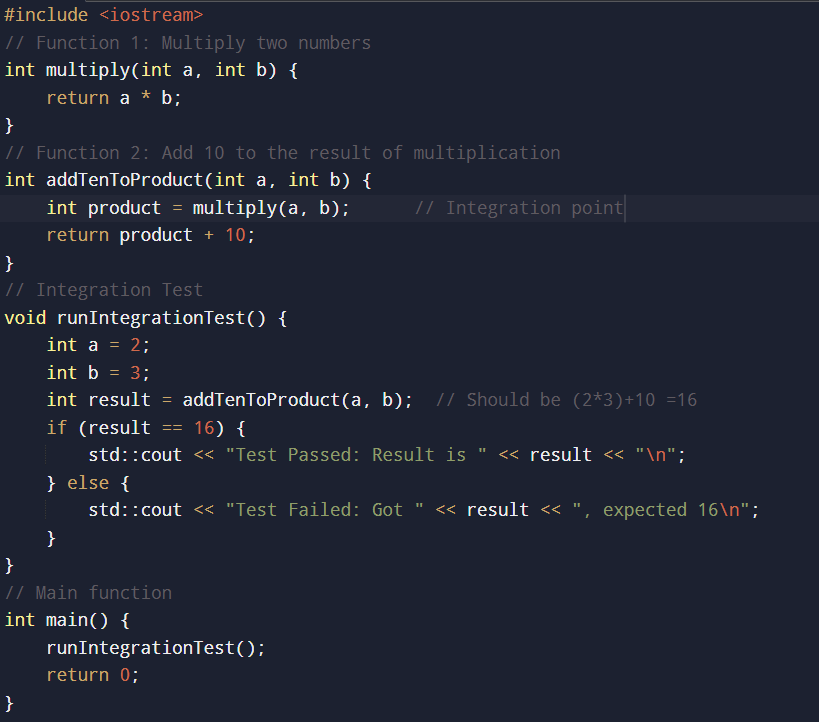 #include <iostream>
// Function 1: Multiply two numbers
int multiply(int a, int b) {
    return a * b;
}
// Function 2: Add 10 to the result of multiplication
int addTenToProduct(int a, int b) {
    int product = multiply(a, b);      // Integration point
    return product + 10;
}
// Integration Test
void runIntegrationTest() {
    int a = 2;
    int b = 3;
    int result = addTenToProduct(a, b);  // Should be (2*3)+10 =16
    if (result == 16) {
        std::cout << "Test Passed: Result is " << result << "\n";
    } else {
        std::cout << "Test Failed: Got " << result << ", expected 16\n";
    }
}
// Main function
int main() {
    runIntegrationTest();
    return 0;
}